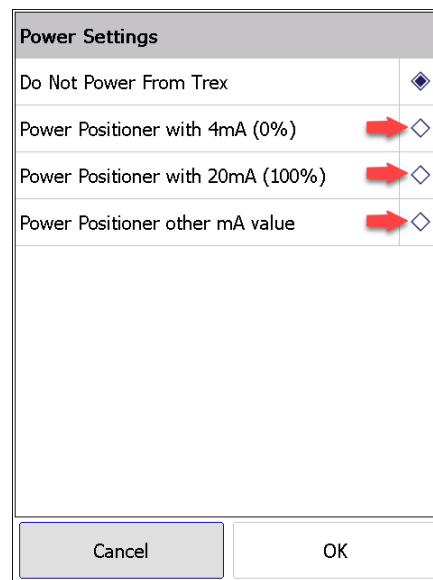 Power Settings
Do Not Power From Trex
Power Positioner with 4mA (0%)
Power Positioner with 20mA (100%)
Power Positioner other mA value
Cancel
OK